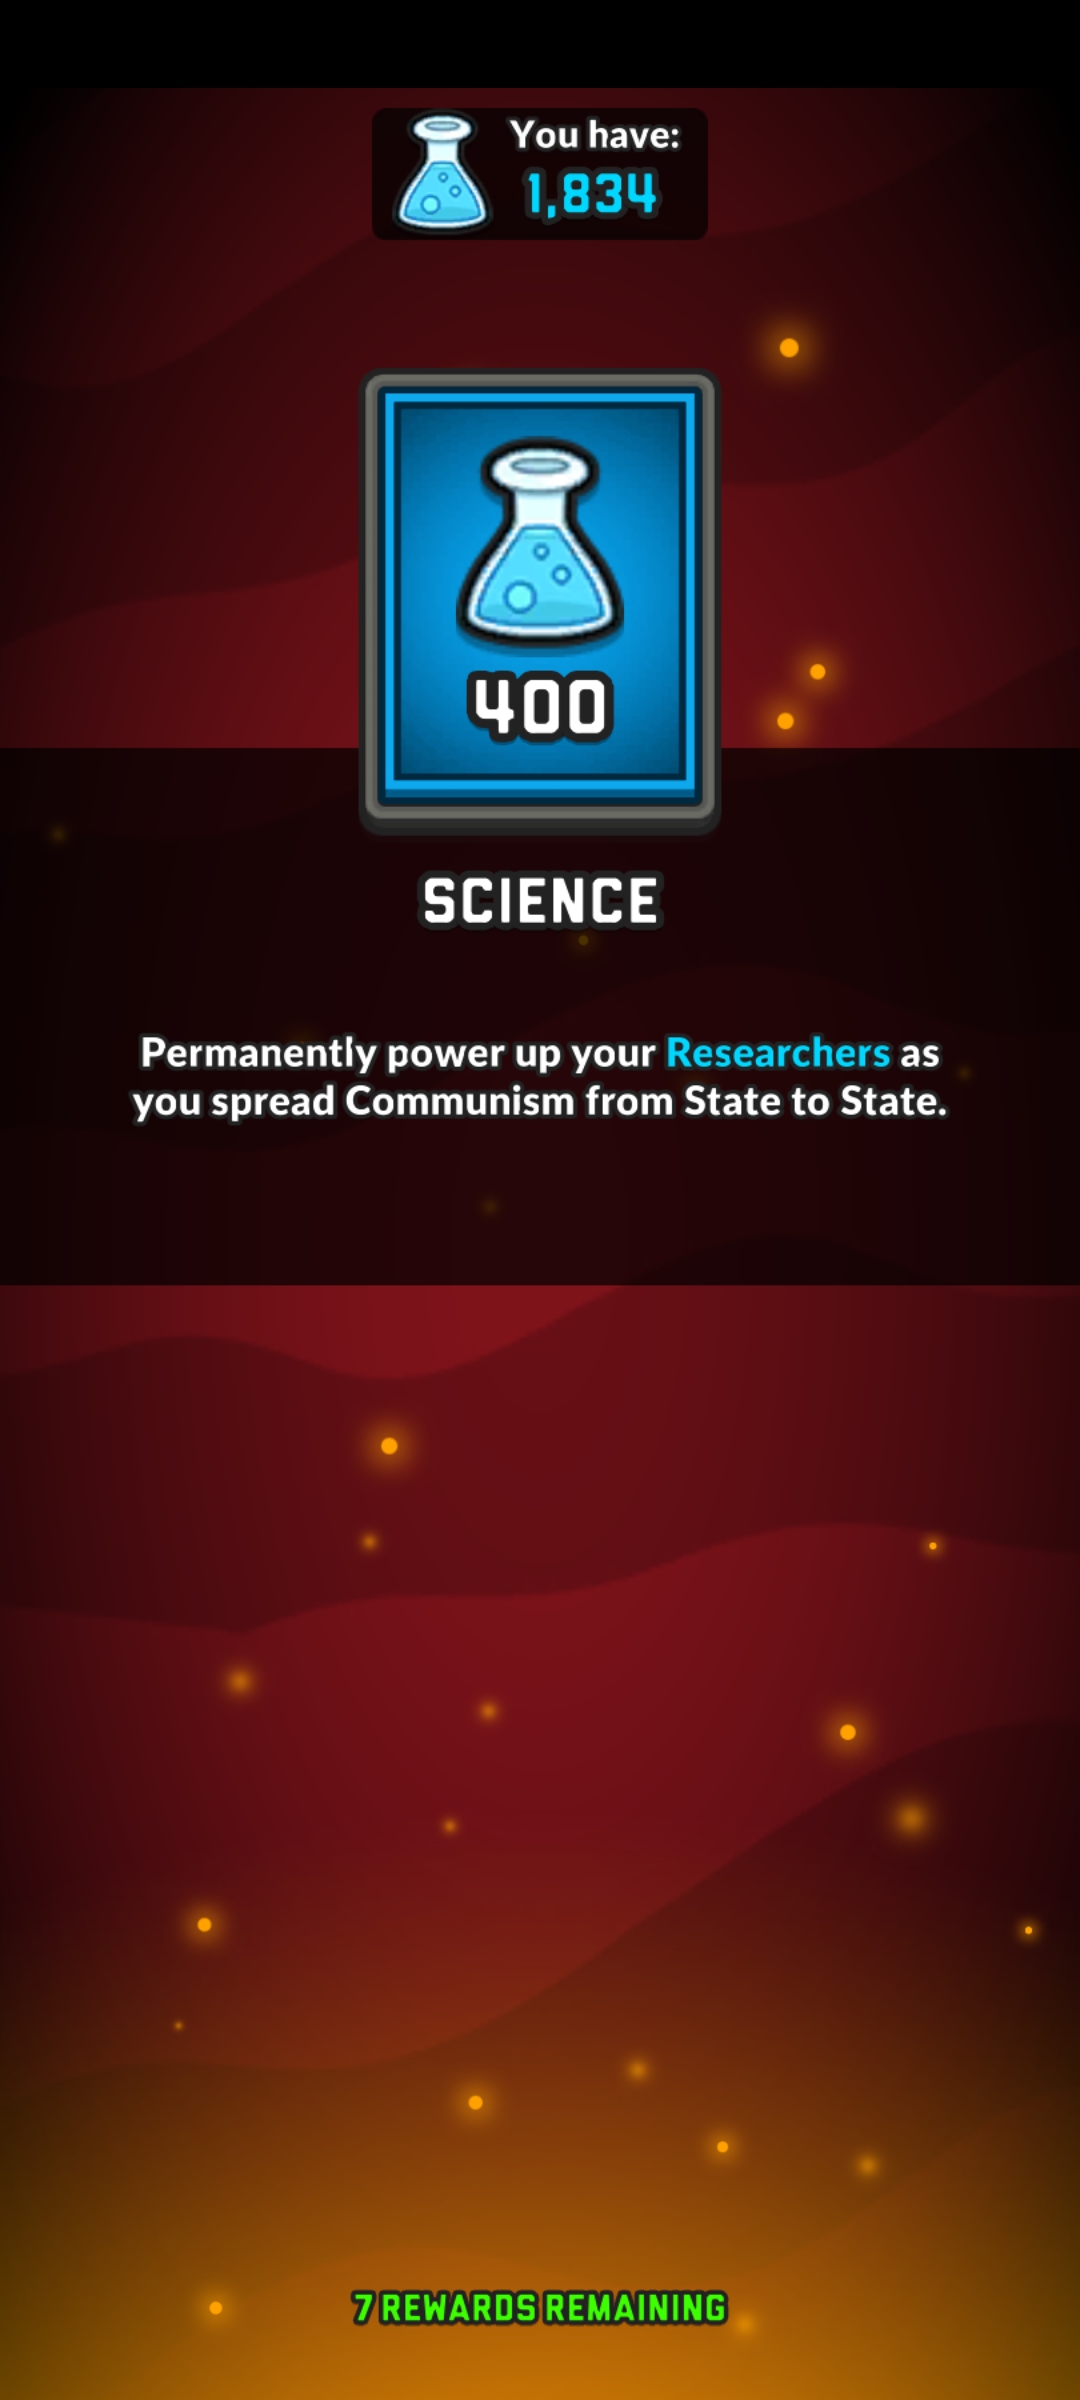 You have:
1,834
400
SCIENCE
Permanently power up your Researchers as
you spread Communism from State to State.
7 REWARDS REMAINING